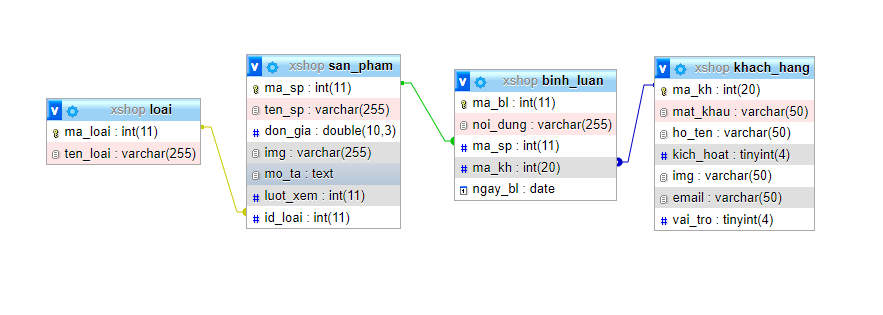 xshop loai
ma_loai : int(11)
ten_loai : varchar(255)
xshop san_pham
ma_sp : int(11)
ten_sp : varchar(255)
don_gia : double(10,3)
img : varchar(255)
mo_ta : text
luot_xem : int(11)
id_loai : int(11)
xshop binh_luan
ma_bl : int(11)
noi_dung : varchar(255)
ma_sp : int(11)
ma_kh : int(20)
ngay_bl : date
xshop khach_hang
ma_kh : int(20)
mat_khau : varchar(50)
ho_ten : varchar(50)
kich_hoat : tinyint(4)
img : varchar(50)
email : varchar(50)
vai_tro : tinyint(4)